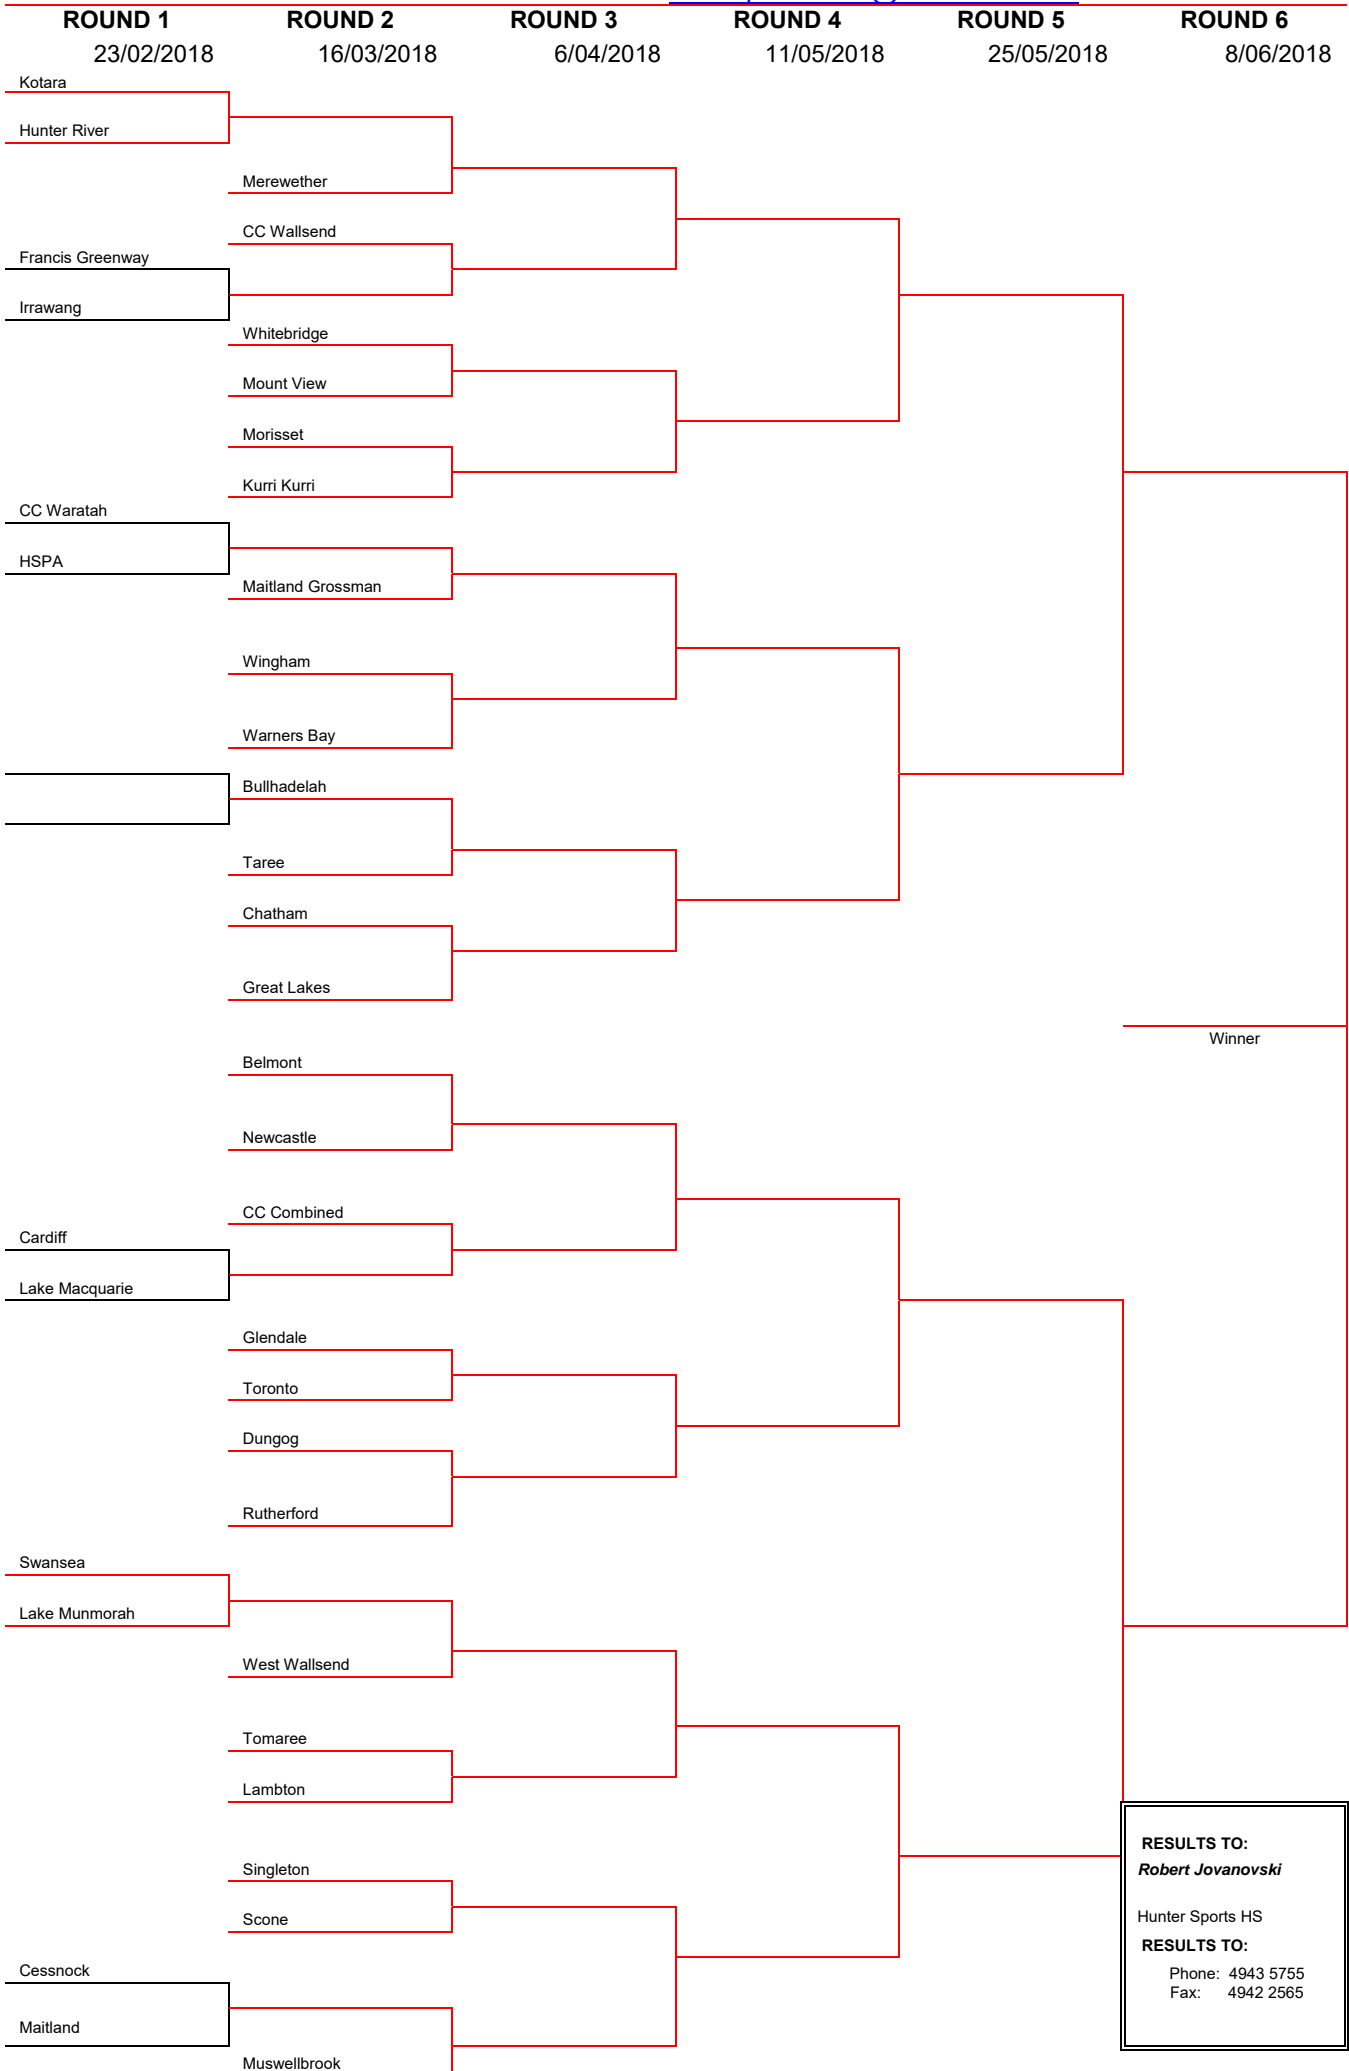 ROUND 1 ROUND 2 ROUND 3 ROUND 4 ROUND 5 ROUND 6
23/02/2018 16/03/2018 6/04/2018 11/05/2018 25/05/2018 8/06/2018
Kotara
Hunter River
Merewether
CC Wallsend
Francis Greenway
Irrawang
Whitebridge
Mount View
Morisset
Kurri Kurri
CC Waratah
HSPA
Maitland Grossman
Wingham
Warners Bay
Bullhadelah
Taree
Chatham
Great Lakes
Winner
Belmont
Newcastle
CC Combined
Cardiff
Lake Macquarie
Glendale
Toronto
Dungog
Rutherford
Swansea
Lake Munmorah
West Wallsend
Tomaree
Lambton
Singleton
Scone
Cessnock
Maitland
Muswellbrook
RESULTS TO:
Robert Jovanovski
Hunter Sports HS
RESULTS TO:
Phone: 4943 5755
Fax: 4942 2565